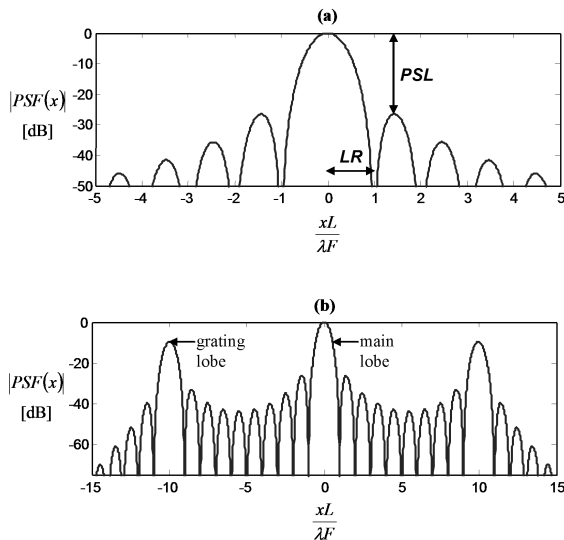 (a)
0
-10
-20
-30
-40
-50
|PSF(x)|
[dB]
PSL
LR
-5 -4 -3 -2 -1 0 1 2 3 4 5
xL
λF
(b)
0
-20
-40
-60
|PSF(x)|
[dB]
grating
lobe
main
lobe
-15 -10 -5 0 5 10 15
xL
λF